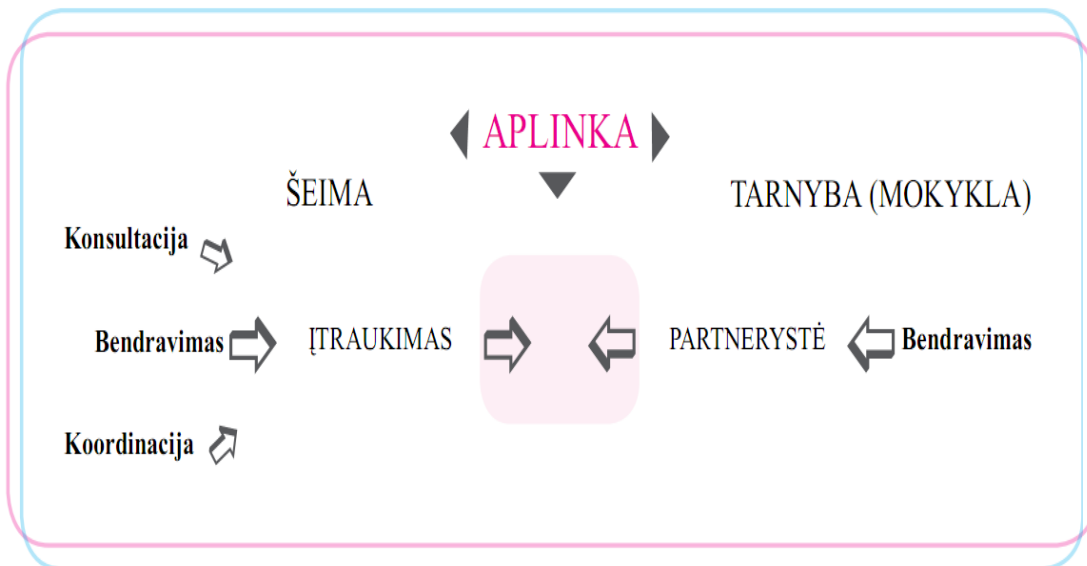 APLINKA
ŠEIMA
TARNYBA (MOKYKLA)
Konsultacija
Bendravimas ĮTRAUKIMAS PARTNERYSTĖ Bendravimas
Koordinacija